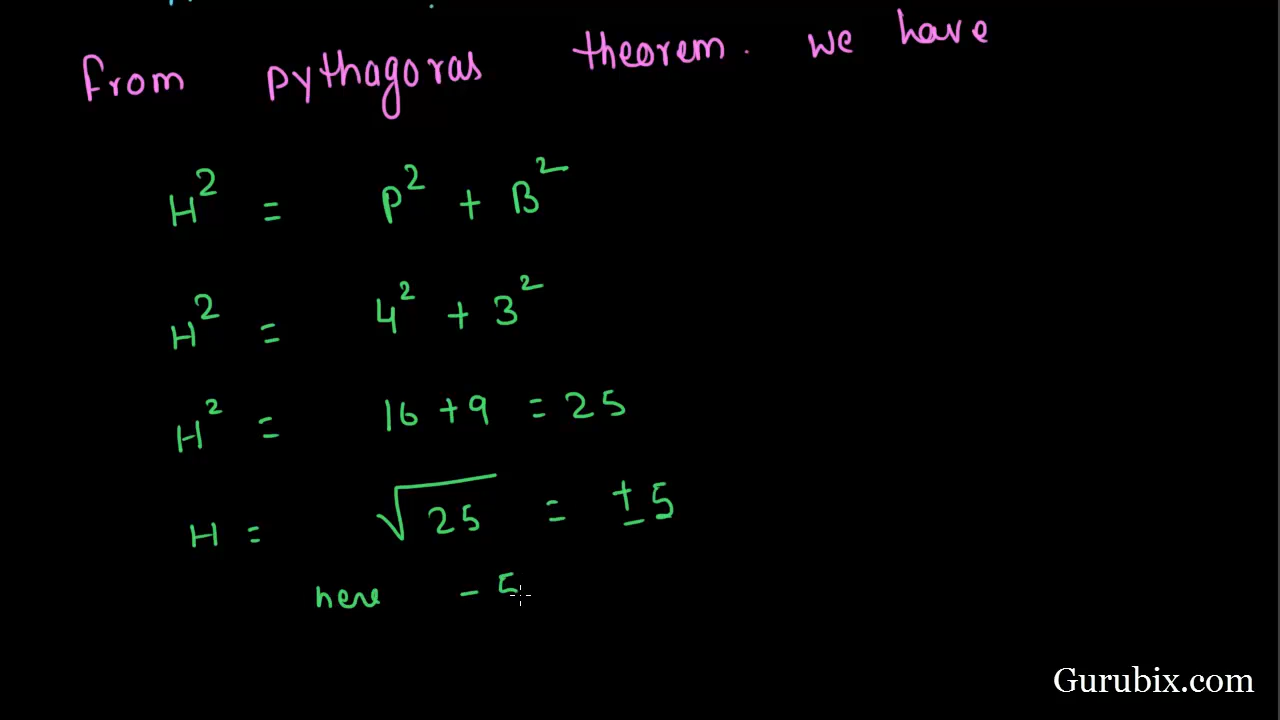 From pythagoras theorem. we have
H² = P² + B²
H² = 4² + 3²
H² = 16 + 9 = 25
H = √25 = ±5
here - 5
Gurubix.com